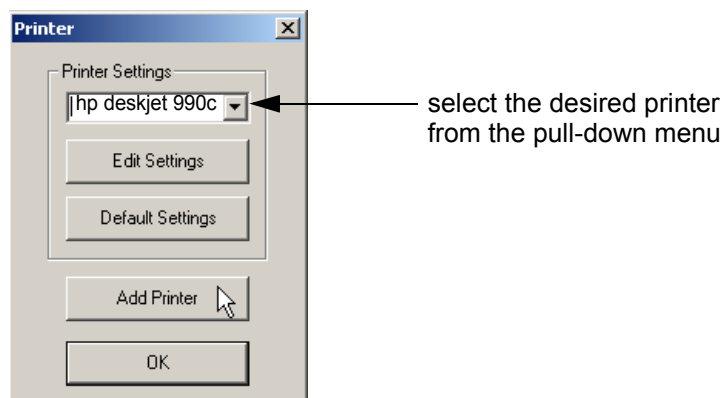 Printer
Printer Settings
hp deskjet 990c
select the desired printer
from the pull-down menu
Edit Settings
Default Settings
Add Printer
OK